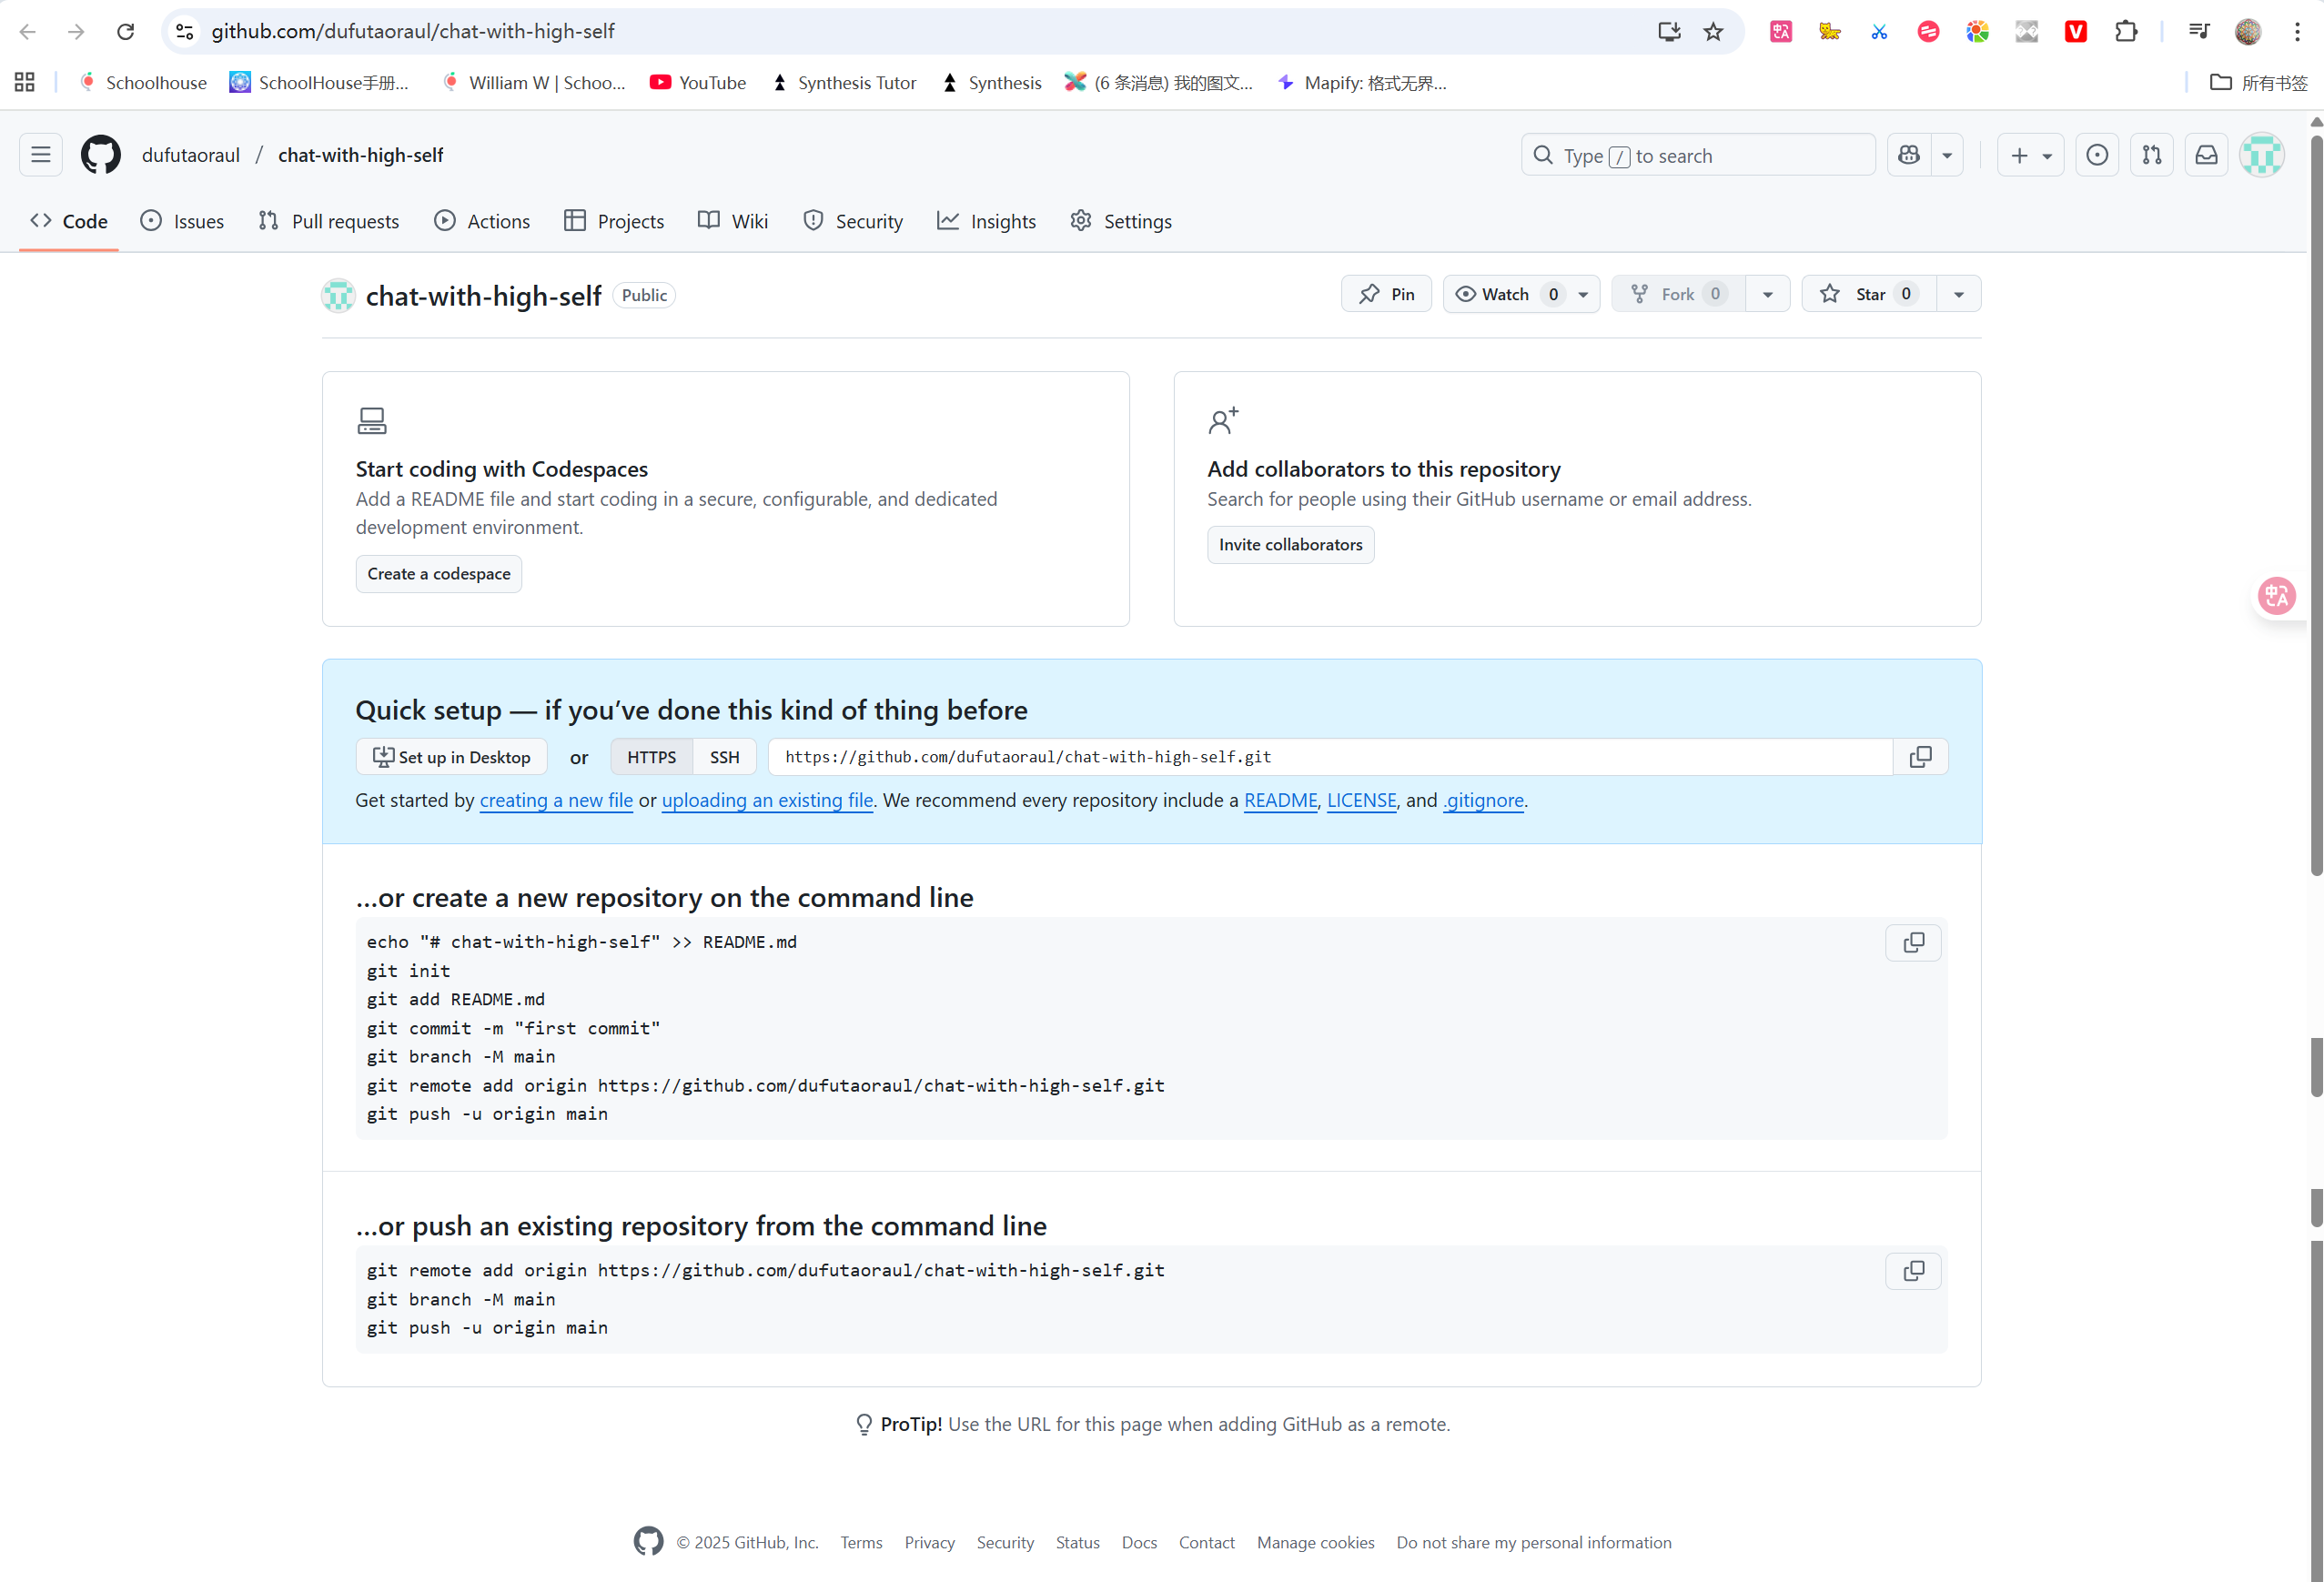 github.com/dufutaoraul/chat-with-high-self
Schoolhouse
SchoolHouse手册...
William W | Schoo...
YouTube
Synthesis Tutor
Synthesis
(6 条消息) 我的图文...
Mapify: 格式无界...
所有书签
dufutaoraul / chat-with-high-self
Type / to search
Code
Issues
Pull requests
Actions
Projects
Wiki
Security
Insights
Settings
chat-with-high-self
Public
Pin
Watch 0
Fork 0
Star 0
Start coding with Codespaces
Add a README file and start coding in a secure, configurable, and dedicated
development environment.
Create a codespace
Add collaborators to this repository
Search for people using their GitHub username or email address.
Invite collaborators
Quick setup — if you’ve done this kind of thing before
Set up in Desktop or HTTPS SSH https://github.com/dufutaoraul/chat-with-high-self.git
Get started by creating a new file or uploading an existing file. We recommend every repository include a README, LICENSE, and .gitignore.
…or create a new repository on the command line
echo "# chat-with-high-self" >> README.md
git init
git add README.md
git commit -m "first commit"
git branch -M main
git remote add origin https://github.com/dufutaoraul/chat-with-high-self.git
git push -u origin main
…or push an existing repository from the command line
git remote add origin https://github.com/dufutaoraul/chat-with-high-self.git
git branch -M main
git push -u origin main
ProTip! Use the URL for this page when adding GitHub as a remote.
© 2025 GitHub, Inc. Terms Privacy Security Status Docs Contact Manage cookies Do not share my personal information